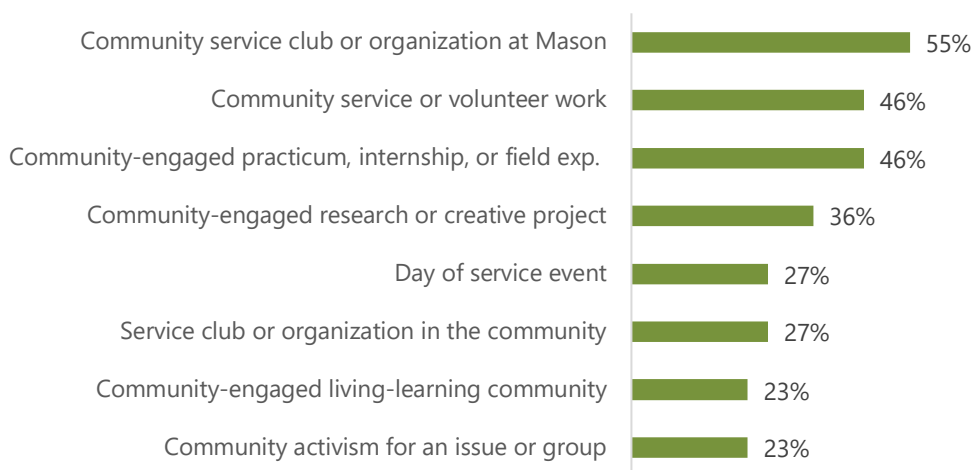 Community service club or organization at Mason 55%
Community service or volunteer work 46%
Community-engaged practicum, internship, or field exp. 46%
Community-engaged research or creative project 36%
Day of service event 27%
Service club or organization in the community 27%
Community-engaged living-learning community 23%
Community activism for an issue or group 23%